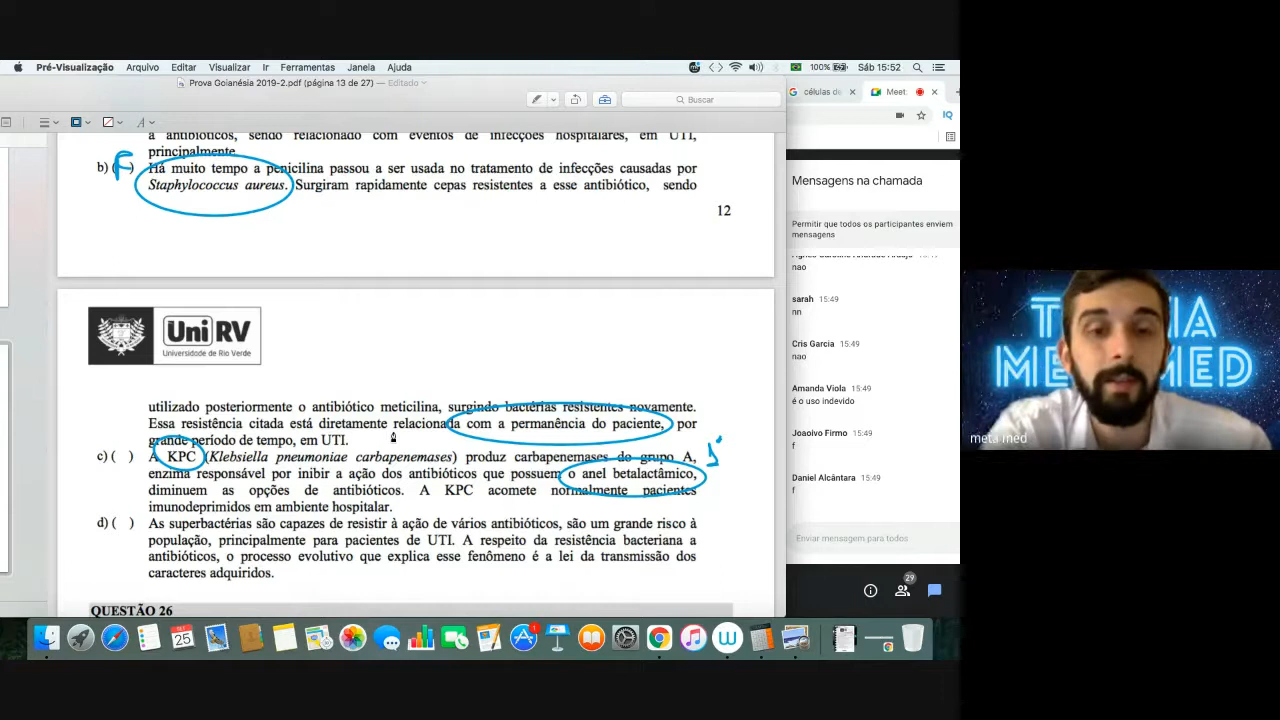 Pré-Visualização Arquivo Editar Visualizar Ir Ferramentas Janela Ajuda 100% Sáb 15:52
Prova Goianésia 2019-2.pdf (página 13 de 27) — Editado
Buscar
células de
Meet
a antibióticos, sendo relacionado com eventos de infecções hospitalares, em UTI,
principalmente.
b) ( ) Há muito tempo a penicilina passou a ser usada no tratamento de infecções causadas por
F
Staphylococcus aureus. Surgiram rapidamente cepas resistentes a esse antibiótico, sendo
12
Uni RV
Universidade de Rio Verde
utilizado posteriormente o antibiótico meticilina, surgindo bactérias resistentes novamente.
Essa resistência citada está diretamente relacionada com a permanência do paciente, por
grande período de tempo, em UTI.
c) ( ) A KPC (Klebsiella pneumoniae carbapenemases) produz carbapenemases do grupo A,
enzima responsável por inibir a ação dos antibióticos que possuem o anel betalactâmico,
diminuem as opções de antibióticos. A KPC acomete normalmente pacientes
imunodeprimidos em ambiente hospitalar.
d) ( ) As superbactérias são capazes de resistir à ação de vários antibióticos, são um grande risco à
população, principalmente para pacientes de UTI. A respeito da resistência bacteriana a
antibióticos, o processo evolutivo que explica esse fenômeno é a lei da transmissão dos
caracteres adquiridos.
QUESTÃO 26
IQ
Mensagens na chamada
Permitir que todos os participantes enviem
mensagens
nao
sarah 15:49
nn
Cris Garcia 15:49
nao
Amanda Viola 15:49
é o uso indevido
Joaoivo Firmo 15:49
f
Daniel Alcântara 15:49
f
Enviar mensagem para todos
29
meta med
25
1